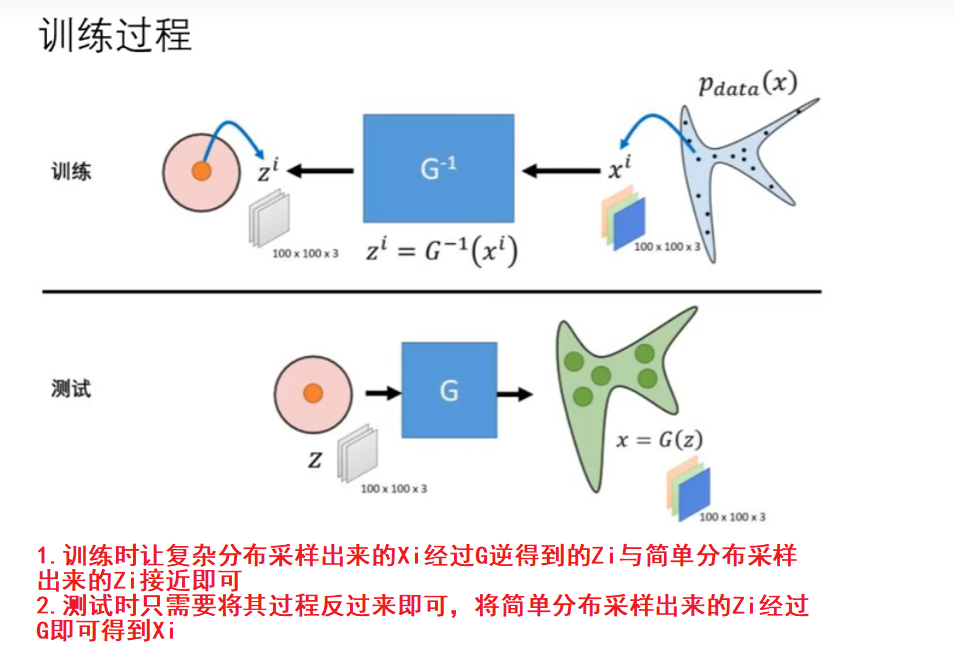 训练过程
p_data(x)
训练
z^i
G^-1
x^i
100 x 100 x 3
100 x 100 x 3
z^i = G^{-1}(x^i)
测试
G
x = G(z)
z
100 x 100 x 3
100 x 100 x 3
1.训练时让复杂分布采样出来的Xi经过G逆得到的Zi与简单分布采样
出来的Zi接近即可
2.测试时只需要将其过程反过来即可，将简单分布采样出来的Zi经过
G即可得到Xi